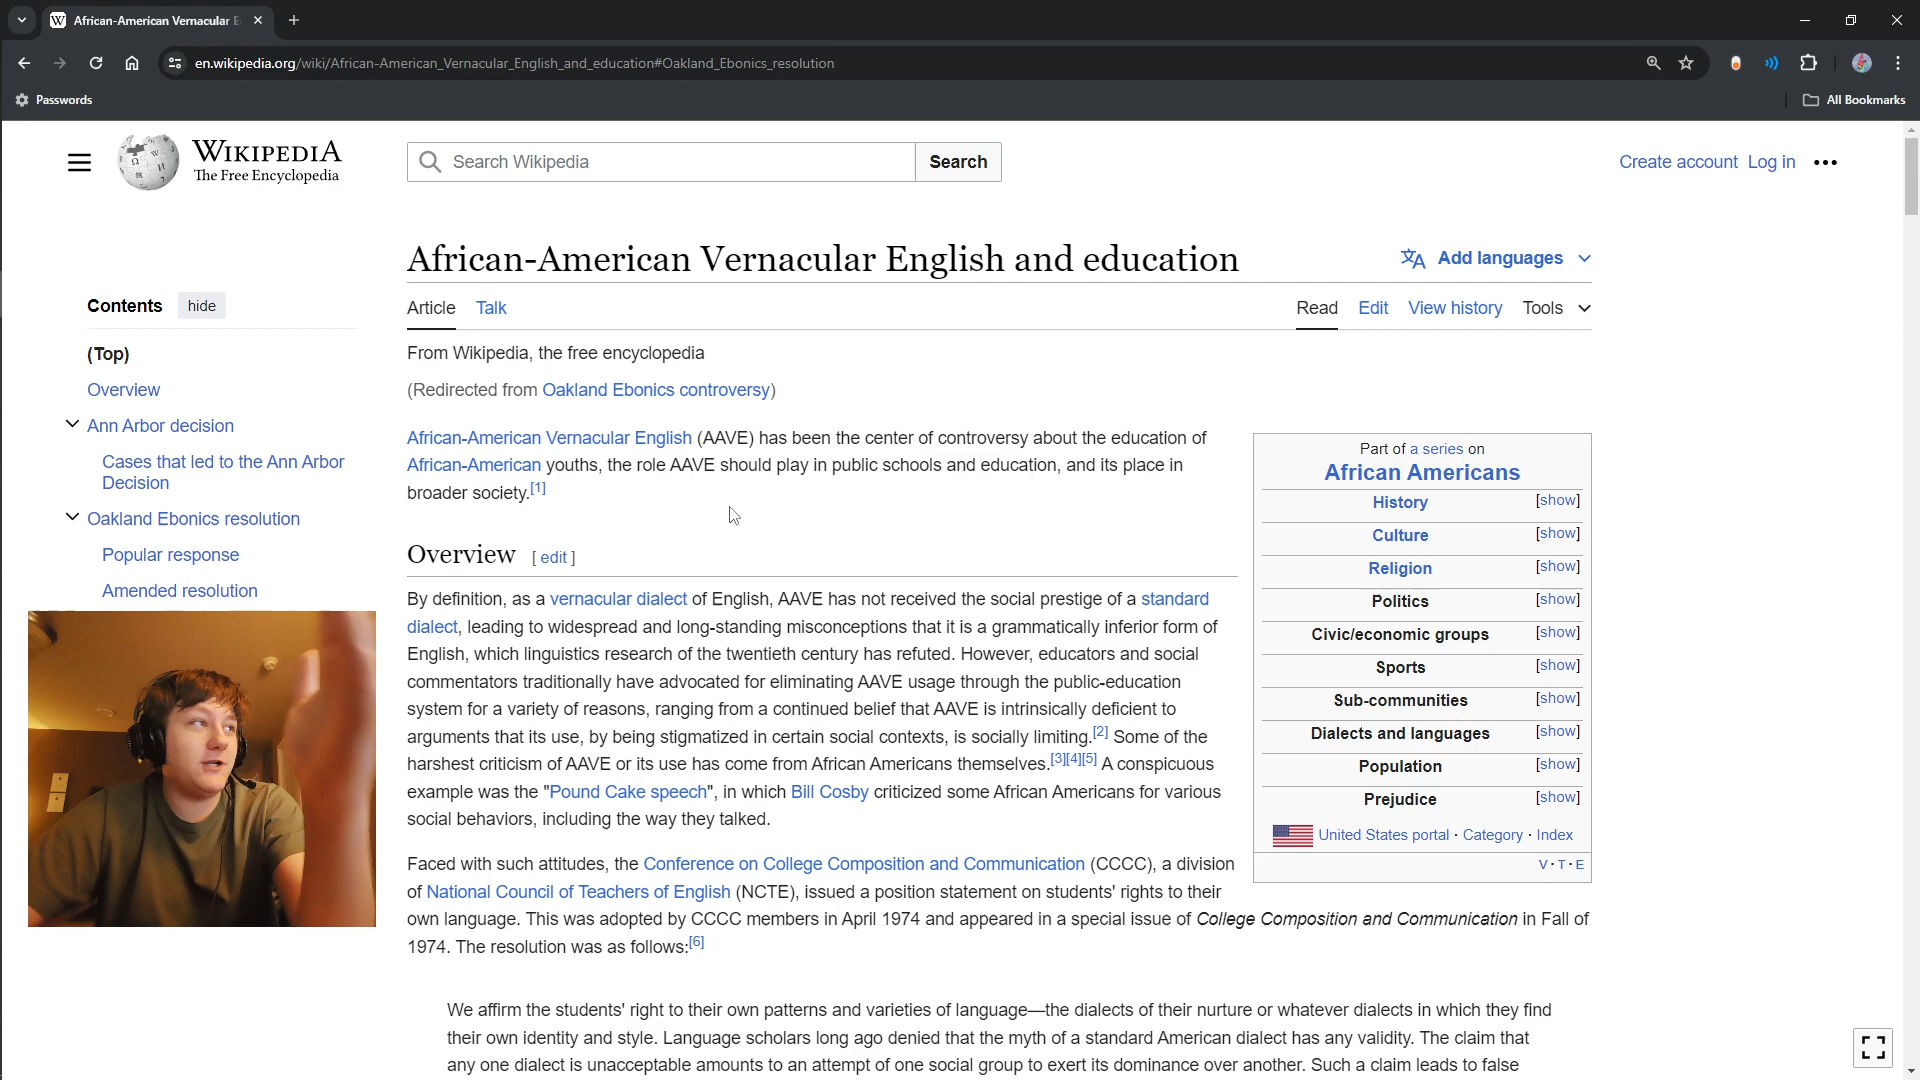 African-American Vernacular E
en.wikipedia.org/wiki/African-American_Vernacular_English_and_education#Oakland_Ebonics_resolution
Passwords
All Bookmarks
WIKIPEDIA
The Free Encyclopedia
Search Wikipedia
Search
Create account Log in
African-American Vernacular English and education
Add languages
Contents hide
(Top)
Overview
Ann Arbor decision
Cases that led to the Ann Arbor
Decision
Oakland Ebonics resolution
Popular response
Amended resolution
Article Talk
Read Edit View history Tools
From Wikipedia, the free encyclopedia
(Redirected from Oakland Ebonics controversy)
African-American Vernacular English (AAVE) has been the center of controversy about the education of
African-American youths, the role AAVE should play in public schools and education, and its place in
broader society.[1]
Overview [ edit ]
By definition, as a vernacular dialect of English, AAVE has not received the social prestige of a standard
dialect, leading to widespread and long-standing misconceptions that it is a grammatically inferior form of
English, which linguistics research of the twentieth century has refuted. However, educators and social
commentators traditionally have advocated for eliminating AAVE usage through the public-education
system for a variety of reasons, ranging from a continued belief that AAVE is intrinsically deficient to
arguments that its use, by being stigmatized in certain social contexts, is socially limiting.[2] Some of the
harshest criticism of AAVE or its use has come from African Americans themselves.[3][4][5] A conspicuous
example was the "Pound Cake speech", in which Bill Cosby criticized some African Americans for various
social behaviors, including the way they talked.
Faced with such attitudes, the Conference on College Composition and Communication (CCCC), a division
of National Council of Teachers of English (NCTE), issued a position statement on students' rights to their
own language. This was adopted by CCCC members in April 1974 and appeared in a special issue of College Composition and Communication in Fall of
1974. The resolution was as follows:[6]
We affirm the students' right to their own patterns and varieties of language—the dialects of their nurture or whatever dialects in which they find
their own identity and style. Language scholars long ago denied that the myth of a standard American dialect has any validity. The claim that
any one dialect is unacceptable amounts to an attempt of one social group to exert its dominance over another. Such a claim leads to false
Part of a series on
African Americans
History [show]
Culture [show]
Religion [show]
Politics [show]
Civic/economic groups [show]
Sports [show]
Sub-communities [show]
Dialects and languages [show]
Population [show]
Prejudice [show]
United States portal · Category · Index
V · T · E